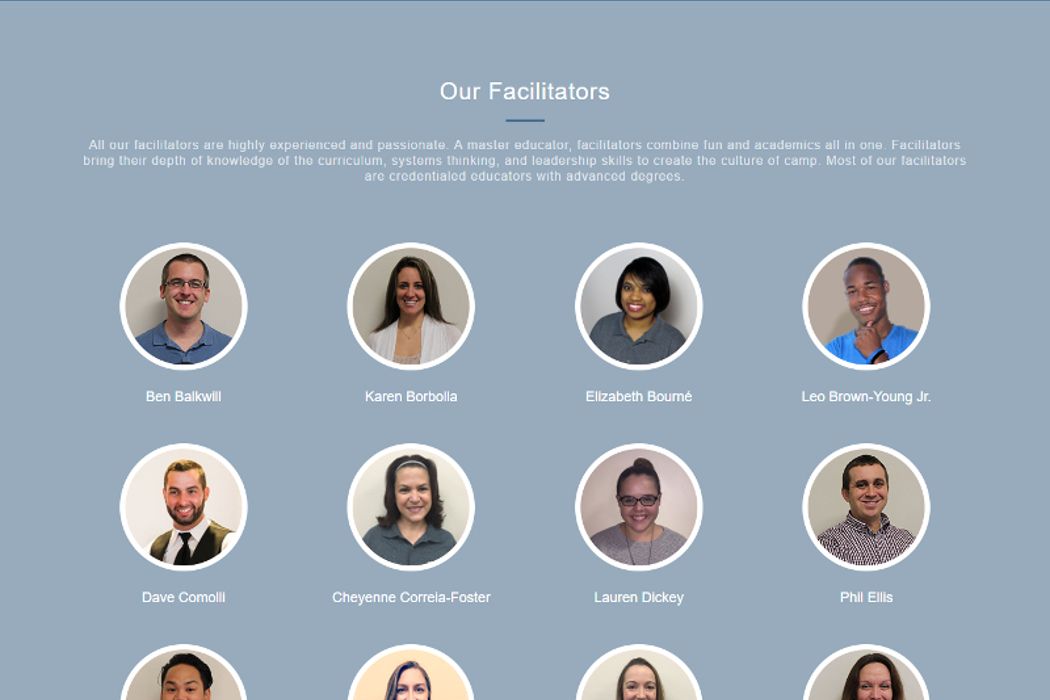 Our Facilitators
All our facilitators are highly experienced and passionate. A master educator, facilitators combine fun and academics all in one. Facilitators
bring their depth of knowledge of the curriculum, systems thinking, and leadership skills to create the culture of camp. Most of our facilitators
are credentialed educators with advanced degrees.
Ben Balkwill
Karen Borbolla
Elizabeth Bourné
Leo Brown-Young Jr.
Dave Comolli
Cheyenne Correia-Foster
Lauren Dickey
Phil Ellis